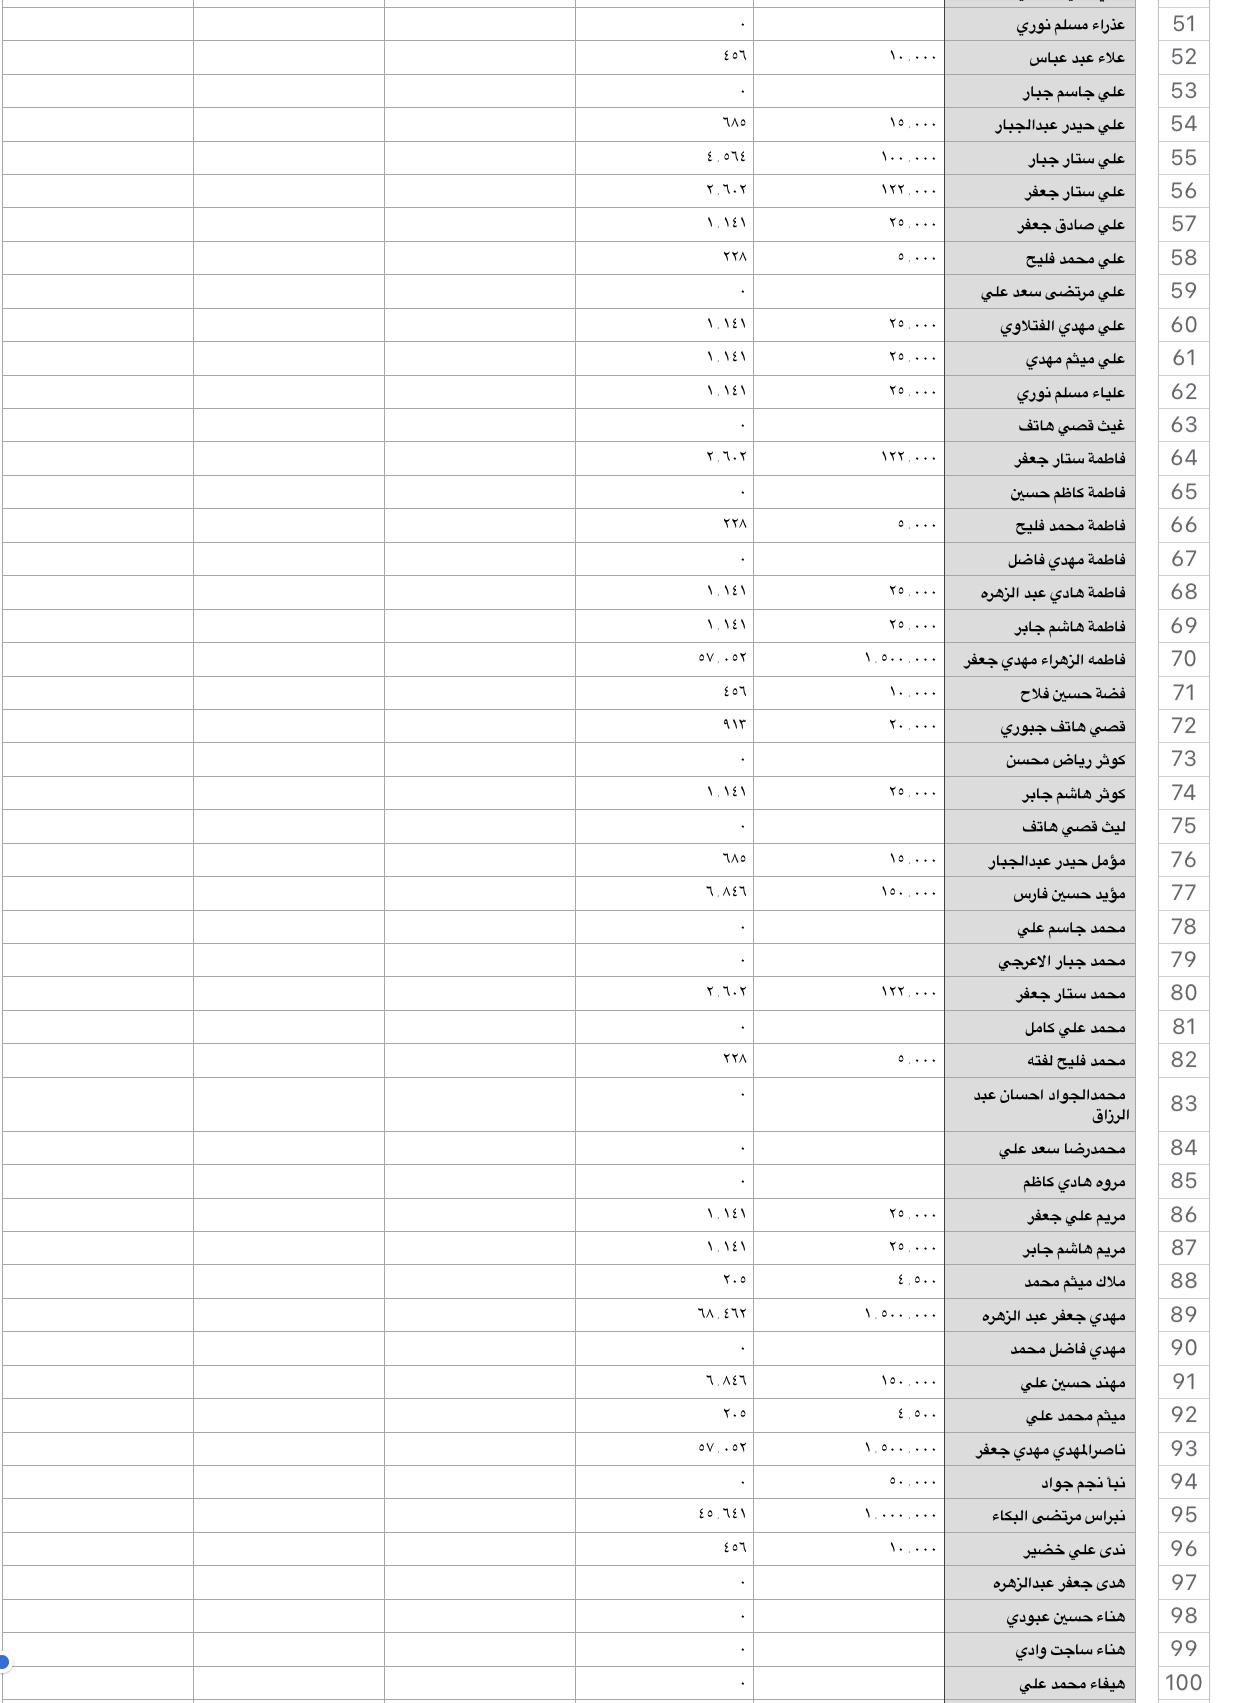 51 عذراء مسلم نوري ٠
52 علاء عبد عباس ١٠.٠٠٠ ٤٥٦
53 علي جاسم جبار ٠
54 علي حيدر عبدالجبار ١٥.٠٠٠ ٦٨٥
55 علي ستار جبار ١٠٠.٠٠٠ ٤.٥٦٤
56 علي ستار جعفر ١٢٢.٠٠٠ ٢.٦٠٢
57 علي صادق جعفر ٢٥.٠٠٠ ١.١٤١
58 علي محمد فليح ٥.٠٠٠ ٢٢٨
59 علي مرتضى سعد علي ٠
60 علي مهدي الفتلاوي ٢٥.٠٠٠ ١.١٤١
61 علي ميثم مهدي ٢٥.٠٠٠ ١.١٤١
62 علياء مسلم نوري ٢٥.٠٠٠ ١.١٤١
63 غيث قصي هاتف ٠
64 فاطمة ستار جعفر ١٢٢.٠٠٠ ٢.٦٠٢
65 فاطمة كاظم حسين ٠
66 فاطمة محمد فليح ٥.٠٠٠ ٢٢٨
67 فاطمة مهدي فاضل ٠
68 فاطمة هادي عبد الزهره ٢٥.٠٠٠ ١.١٤١
69 فاطمة هاشم جابر ٢٥.٠٠٠ ١.١٤١
70 فاطمه الزهراء مهدي جعفر ١.٥٠٠.٠٠٠ ٥٧.٠٥٢
71 فضة حسين فلاح ١٠.٠٠٠ ٤٥٦
72 قصي هاتف جبوري ٢٠.٠٠٠ ٩١٣
73 كوثر رياض محسن ٠
74 كوثر هاشم جابر ٢٥.٠٠٠ ١.١٤١
75 ليث قصي هاتف ٠
76 مؤمل حيدر عبدالجبار ١٥.٠٠٠ ٦٨٥
77 مؤيد حسين فارس ١٥٠.٠٠٠ ٦.٨٤٦
78 محمد جاسم علي ٠
79 محمد جبار الاعرجي ٠
80 محمد ستار جعفر ١٢٢.٠٠٠ ٢.٦٠٢
81 محمد علي كامل ٠
82 محمد فليح لفته ٥.٠٠٠ ٢٢٨
83 محمدالجواد احسان عبد ٠
الرزاق
84 محمدرضا سعد علي ٠
85 مروه هادي كاظم ٠
86 مريم علي جعفر ٢٥.٠٠٠ ١.١٤١
87 مريم هاشم جابر ٢٥.٠٠٠ ١.١٤١
88 ملاك ميثم محمد ٤.٥٠٠ ٢٠٥
89 مهدي جعفر عبد الزهره ١.٥٠٠.٠٠٠ ٦٨.٤٦٢
90 مهدي فاضل محمد ٠
91 مهند حسين علي ١٥٠.٠٠٠ ٦.٨٤٦
92 ميثم محمد علي ٤.٥٠٠ ٢٠٥
93 ناصرالمهدي مهدي جعفر ١.٥٠٠.٠٠٠ ٥٧.٠٥٢
94 نبأ نجم جواد ٥٠.٠٠٠ ٠
95 نبراس مرتضى البكاء ١.٠٠٠.٠٠٠ ٤٥.٦٤١
96 ندى علي خضير ١٠.٠٠٠ ٤٥٦
97 هدى جعفر عبدالزهره ٠
98 هناء حسين عبودي ٠
99 هناء ساجت وادي ٠
100 هيفاء محمد علي ٠